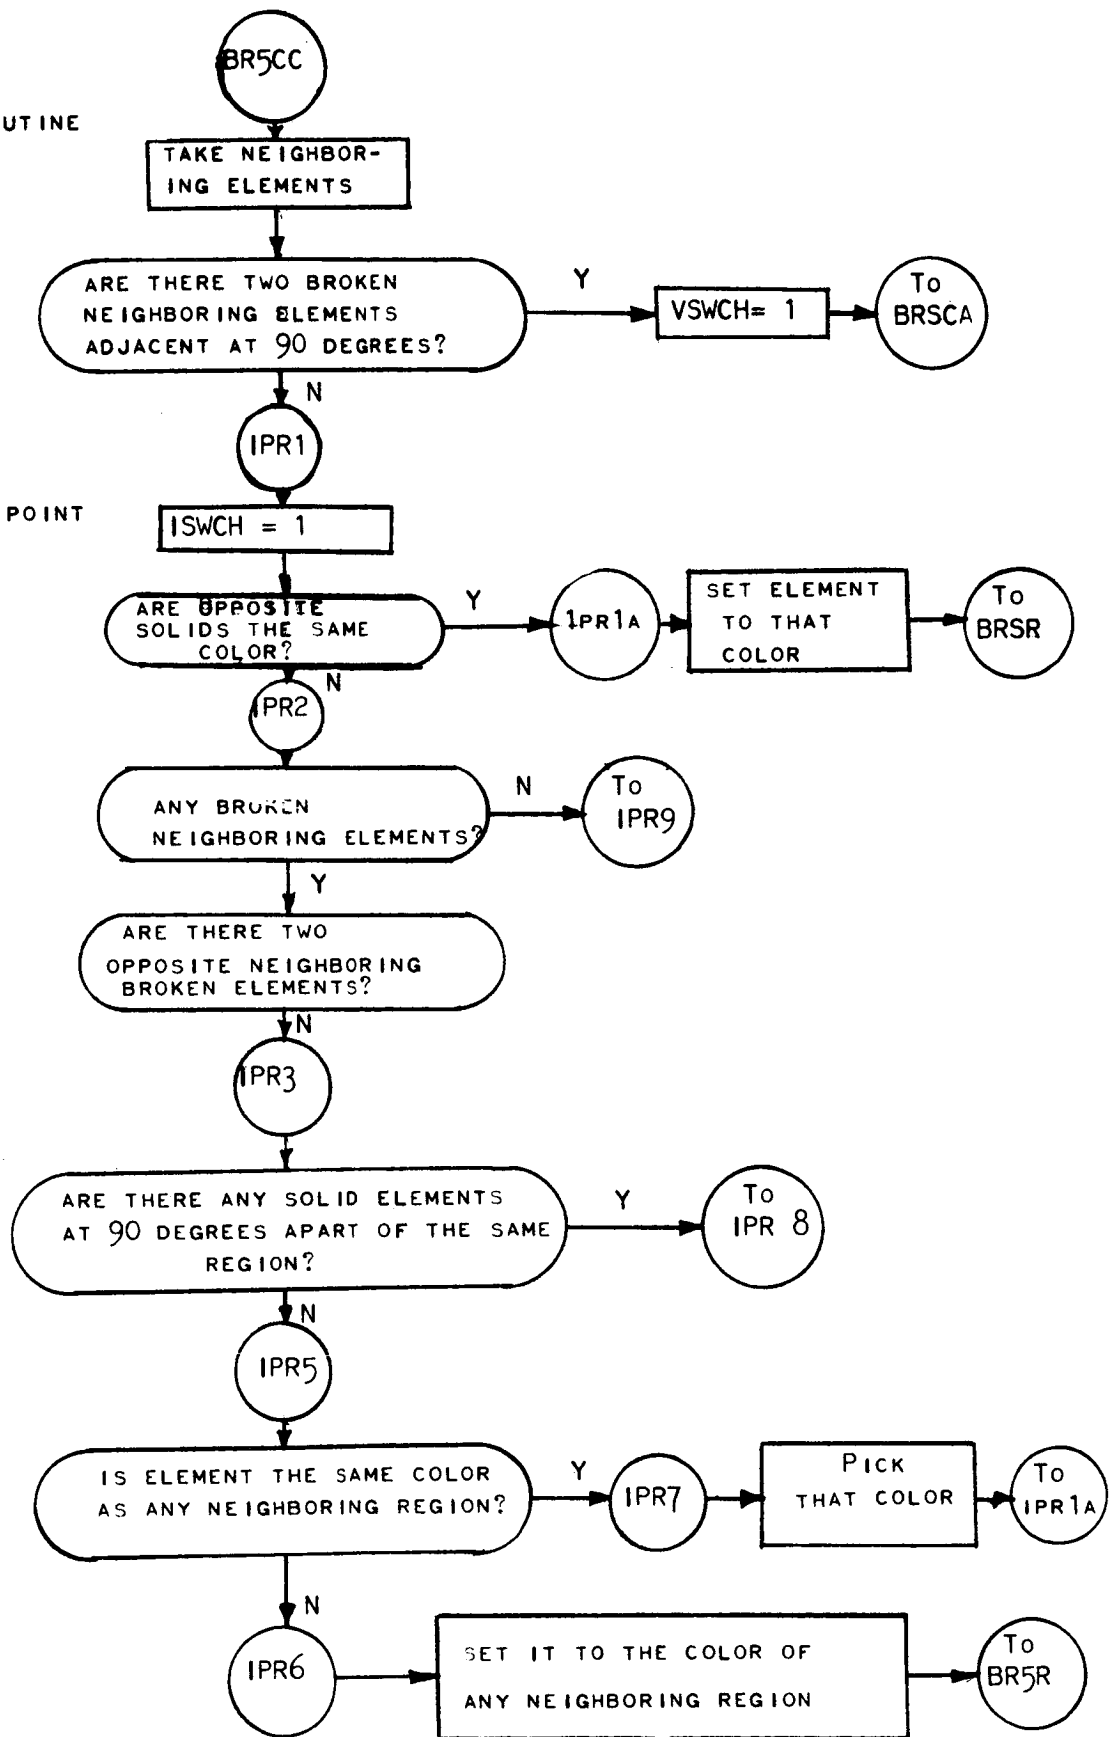 BR5CC
UTINE
TAKE NEIGHBOR-
ING ELEMENTS
ARE THERE TWO BROKEN
NEIGHBORING ELEMENTS
ADJACENT AT 90 DEGREES?
Y
VSWCH= 1
To
BRSCA
N
IPR1
POINT
ISWCH = 1
ARE OPPOSITE
SOLIDS THE SAME
COLOR?
Y
1PR1A
SET ELEMENT
TO THAT
COLOR
To
BRSR
N
IPR2
ANY BROKEN
NEIGHBORING ELEMENTS?
N
To
IPR9
Y
ARE THERE TWO
OPPOSITE NEIGHBORING
BROKEN ELEMENTS?
N
IPR3
ARE THERE ANY SOLID ELEMENTS
AT 90 DEGREES APART OF THE SAME
REGION?
Y
To
IPR 8
N
IPR5
IS ELEMENT THE SAME COLOR
AS ANY NEIGHBORING REGION?
Y
IPR7
PICK
THAT COLOR
To
IPR1A
N
IPR6
SET IT TO THE COLOR OF
ANY NEIGHBORING REGION
To
BR5R